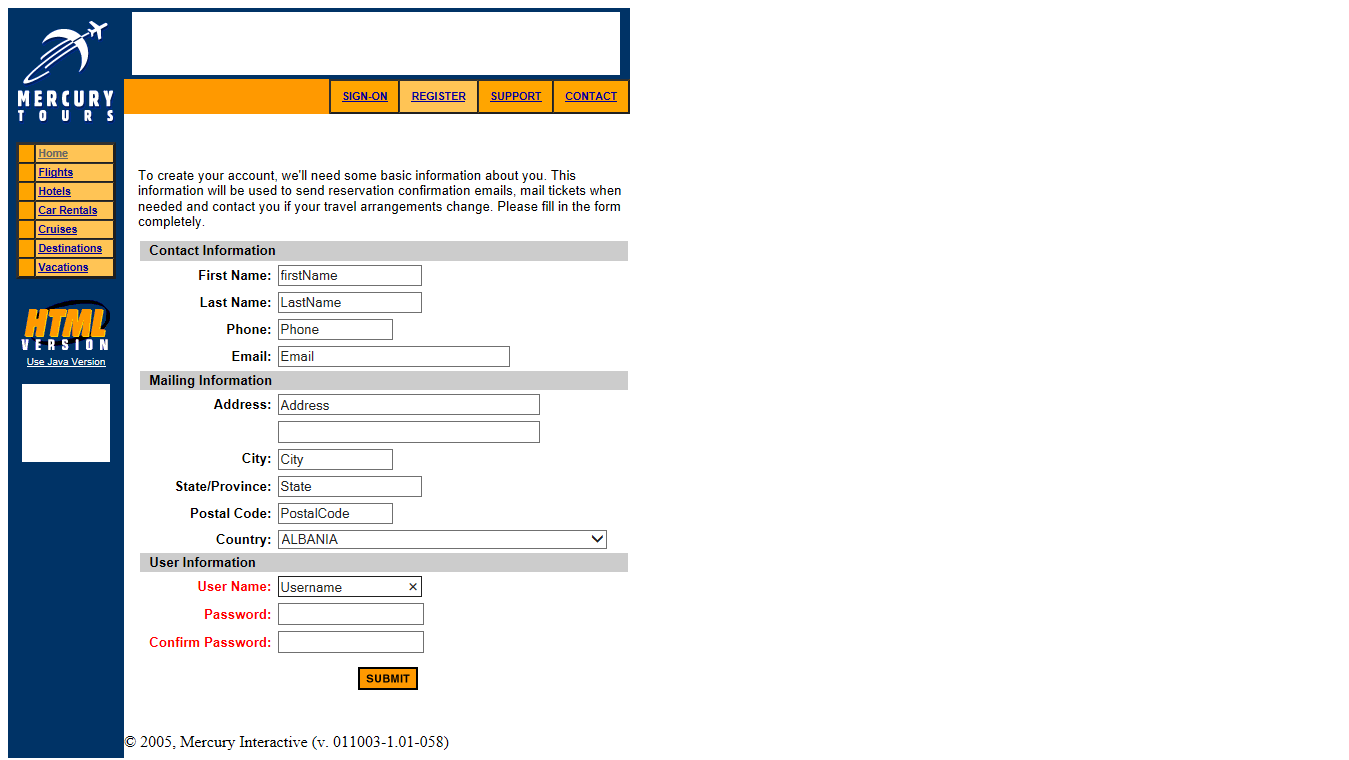 MERCURY
TOURS
SIGN-ON REGISTER SUPPORT CONTACT
Home
Flights
Hotels
Car Rentals
Cruises
Destinations
Vacations
HTML
VERSION
Use Java Version
To create your account, we'll need some basic information about you. This
information will be used to send reservation confirmation emails, mail tickets when
needed and contact you if your travel arrangements change. Please fill in the form
completely.
Contact Information
First Name: firstName
Last Name: LastName
Phone: Phone
Email: Email
Mailing Information
Address: Address
City: City
State/Province: State
Postal Code: PostalCode
Country: ALBANIA
User Information
User Name: Username
Password:
Confirm Password:
SUBMIT
© 2005, Mercury Interactive (v. 011003-1.01-058)